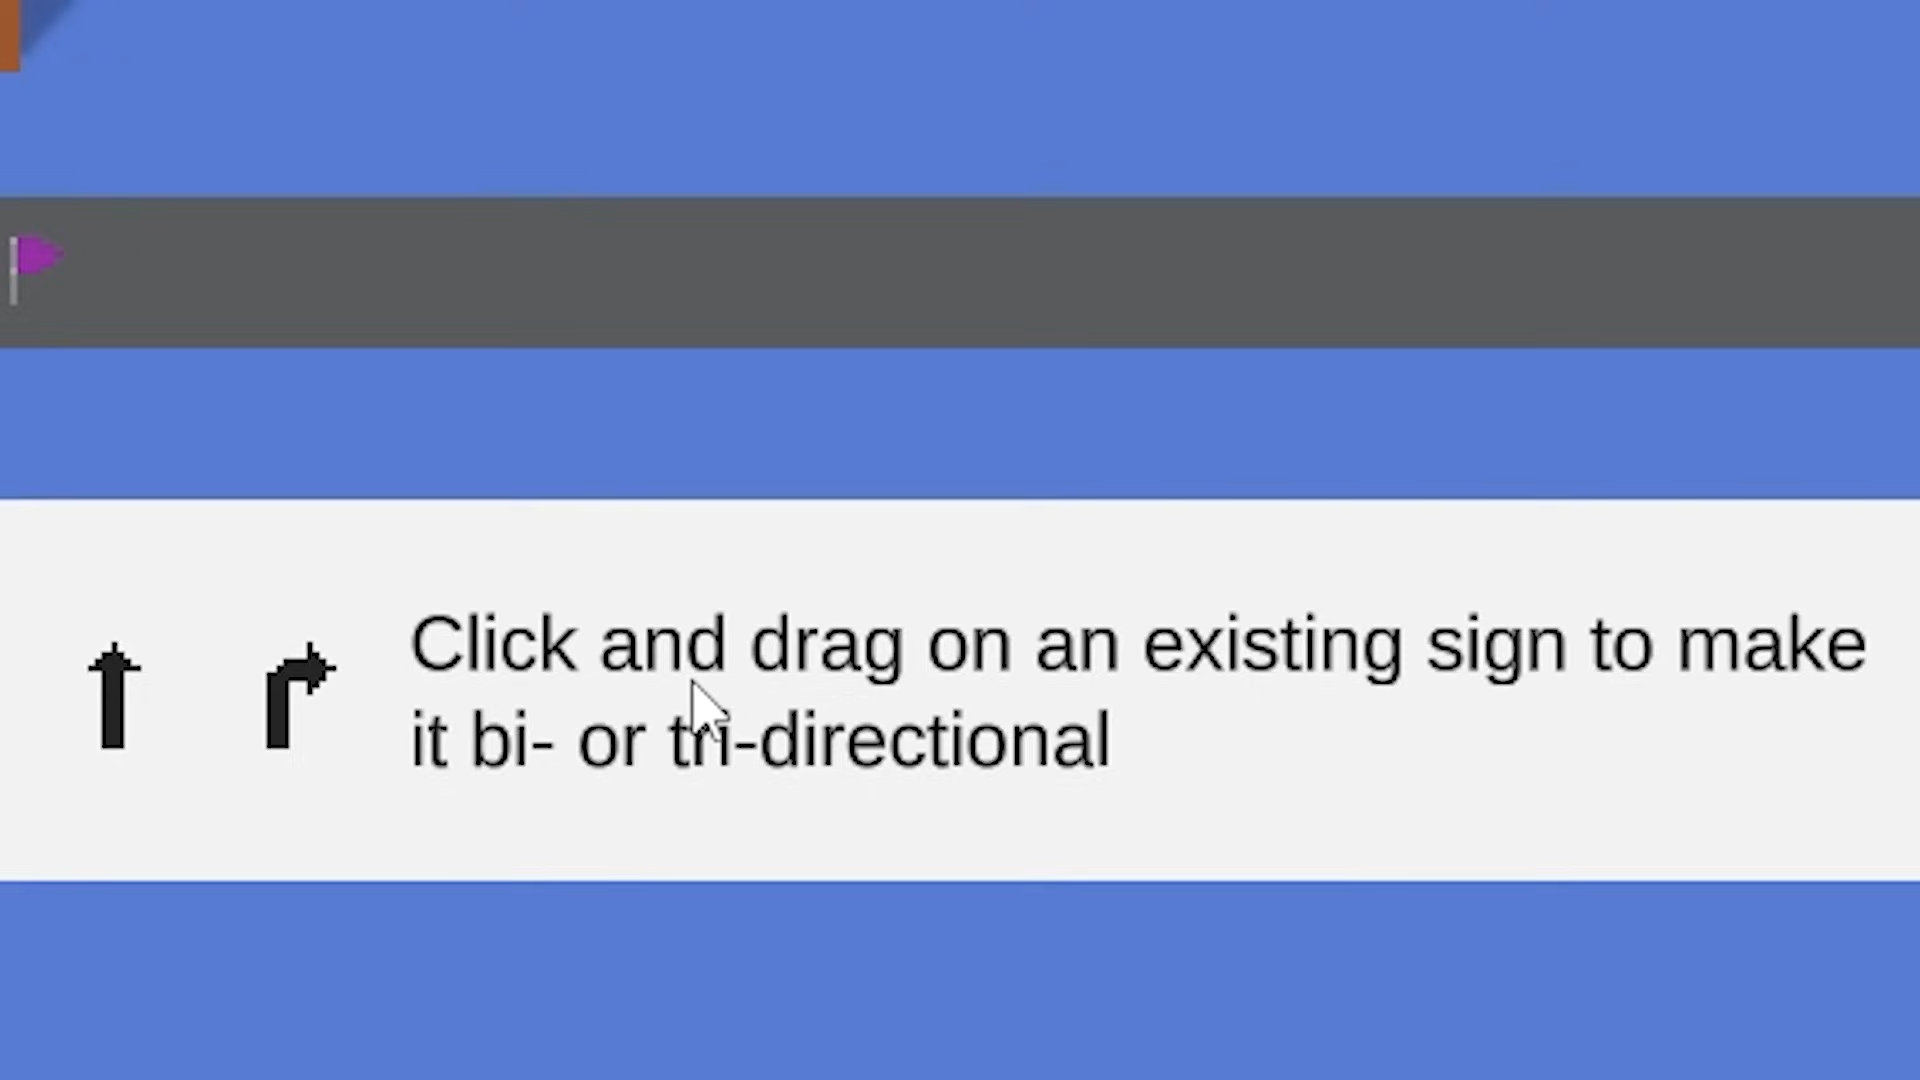 Click and drag on an existing sign to make
it bi- or tri-directional